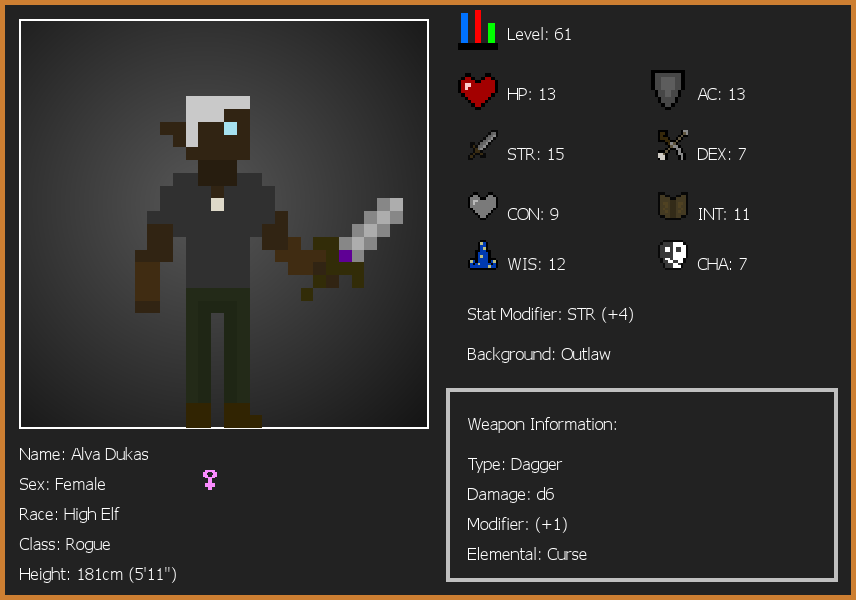 Level: 61
HP: 13
AC: 13
STR: 15
DEX: 7
CON: 9
INT: 11
WIS: 12
CHA: 7
Stat Modifier: STR (+4)
Background: Outlaw
Weapon Information:
Type: Dagger
Damage: d6
Modifier: (+1)
Elemental: Curse
Name: Alva Dukas
Sex: Female
Race: High Elf
Class: Rogue
Height: 181cm (5'11")